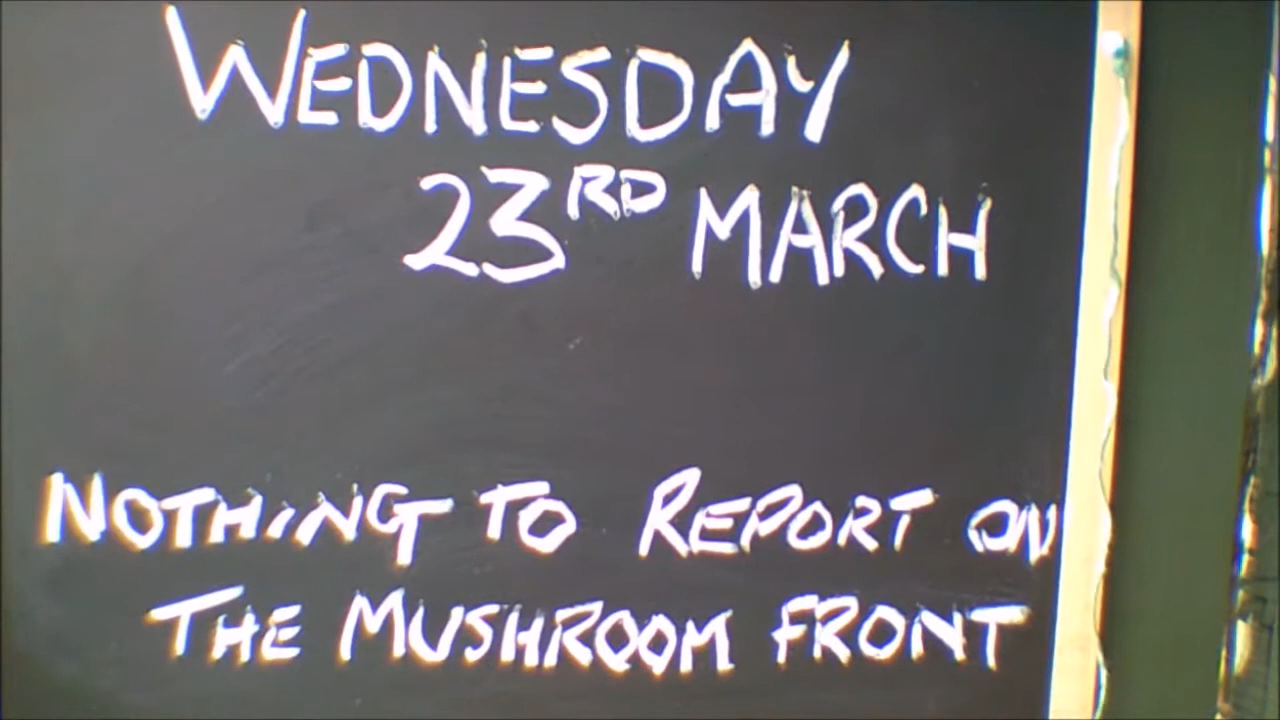 WEDNESDAY
23RD MARCH
NOTHING TO REPORT ON
THE MUSHROOM FRONT